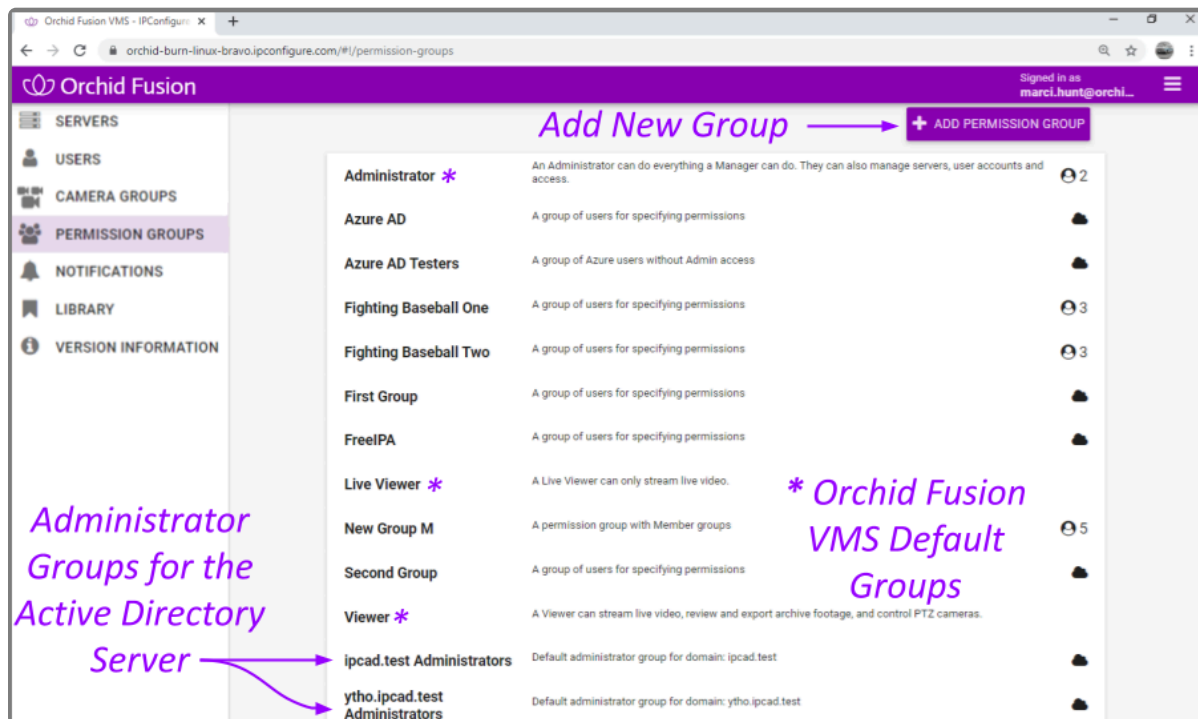 Orchid Fusion VMS - IPConfigure
orchid-burn-linux-bravo.ipconfigure.com/#!/permission-groups
Orchid Fusion
Signed in as
marci.hunt@orchi...
SERVERS
USERS
CAMERA GROUPS
PERMISSION GROUPS
NOTIFICATIONS
LIBRARY
VERSION INFORMATION
Add New Group
+ ADD PERMISSION GROUP
Administrator *
An Administrator can do everything a Manager can do. They can also manage servers, user accounts and
access.
2
Azure AD
A group of users for specifying permissions
Azure AD Testers
A group of Azure users without Admin access
Fighting Baseball One
A group of users for specifying permissions
3
Fighting Baseball Two
A group of users for specifying permissions
3
First Group
A group of users for specifying permissions
FreeIPA
A group of users for specifying permissions
Live Viewer *
A Live Viewer can only stream live video.
New Group M
A permission group with Member groups
5
Second Group
A group of users for specifying permissions
Viewer *
A Viewer can stream live video, review and export archive footage, and control PTZ cameras.
ipcad.test Administrators
Default administrator group for domain: ipcad.test
ytho.ipcad.test
Administrators
Default administrator group for domain: ytho.ipcad.test
* Orchid Fusion
VMS Default
Groups
Administrator
Groups for the
Active Directory
Server